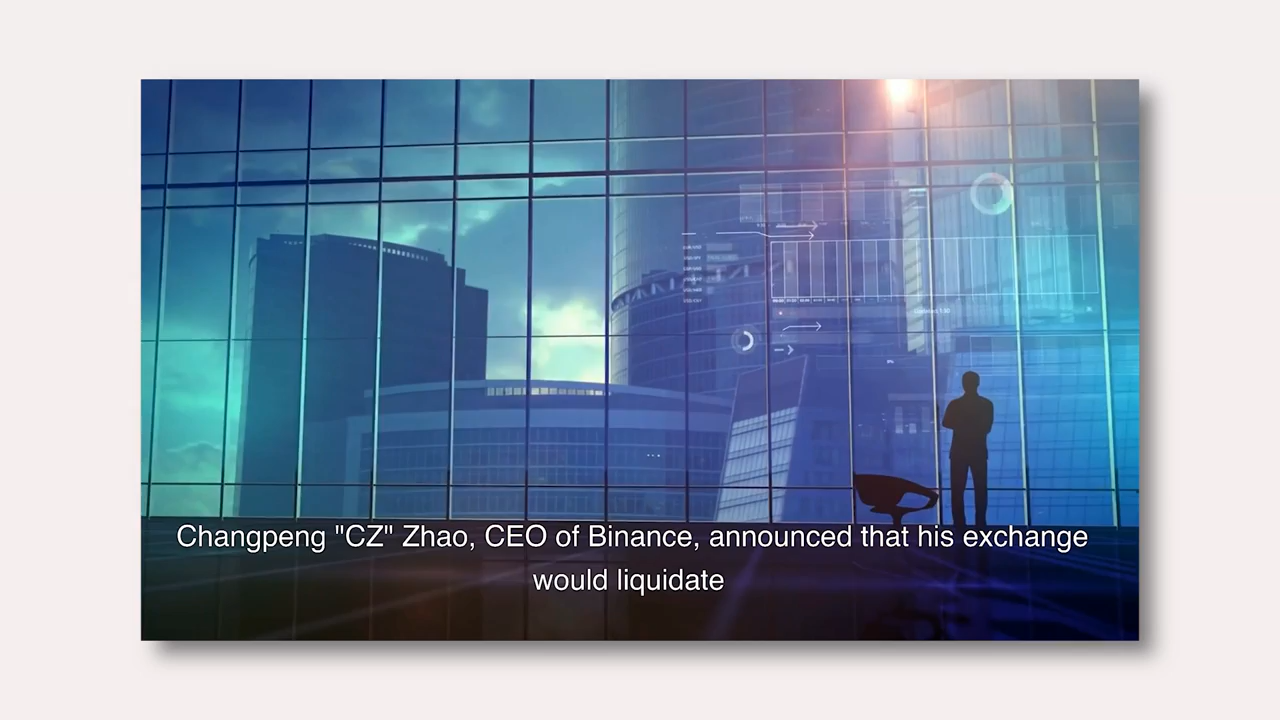 Changpeng "CZ" Zhao, CEO of Binance, announced that his exchange
would liquidate